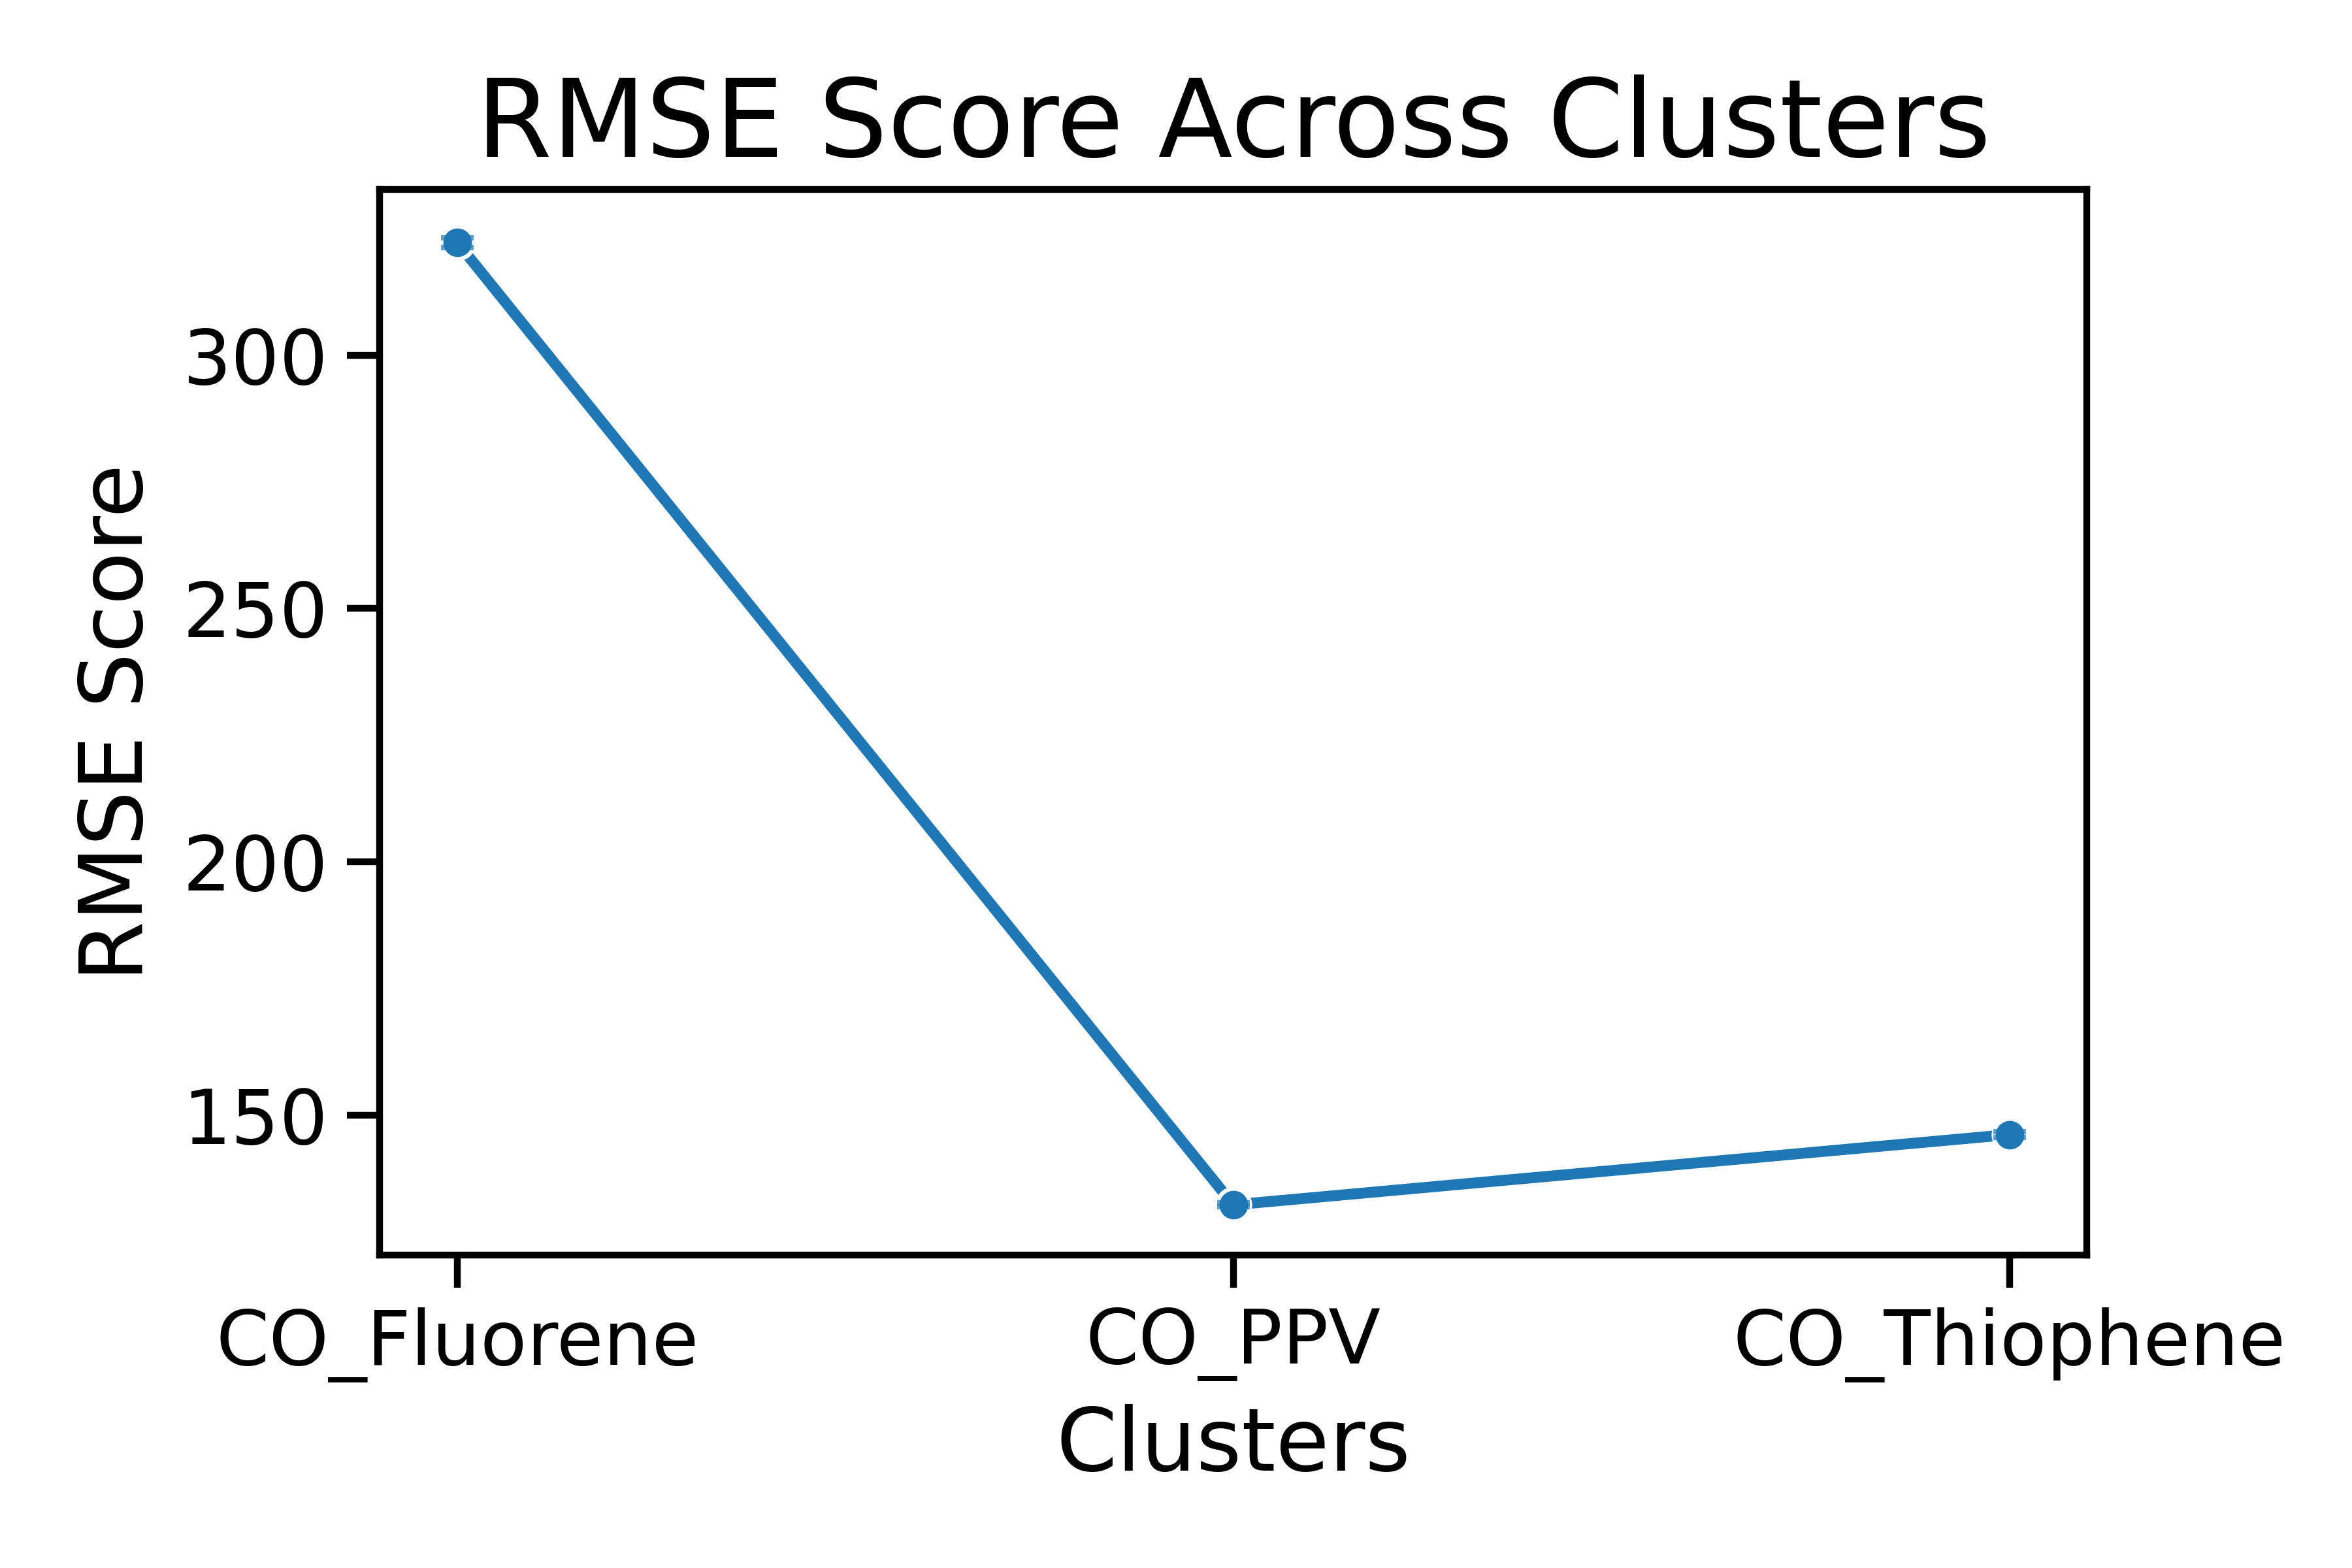 RMSE Score Across Clusters
RMSE Score
300
250
200
150
CO_Fluorene
CO_PPV
CO_Thiophene
Clusters